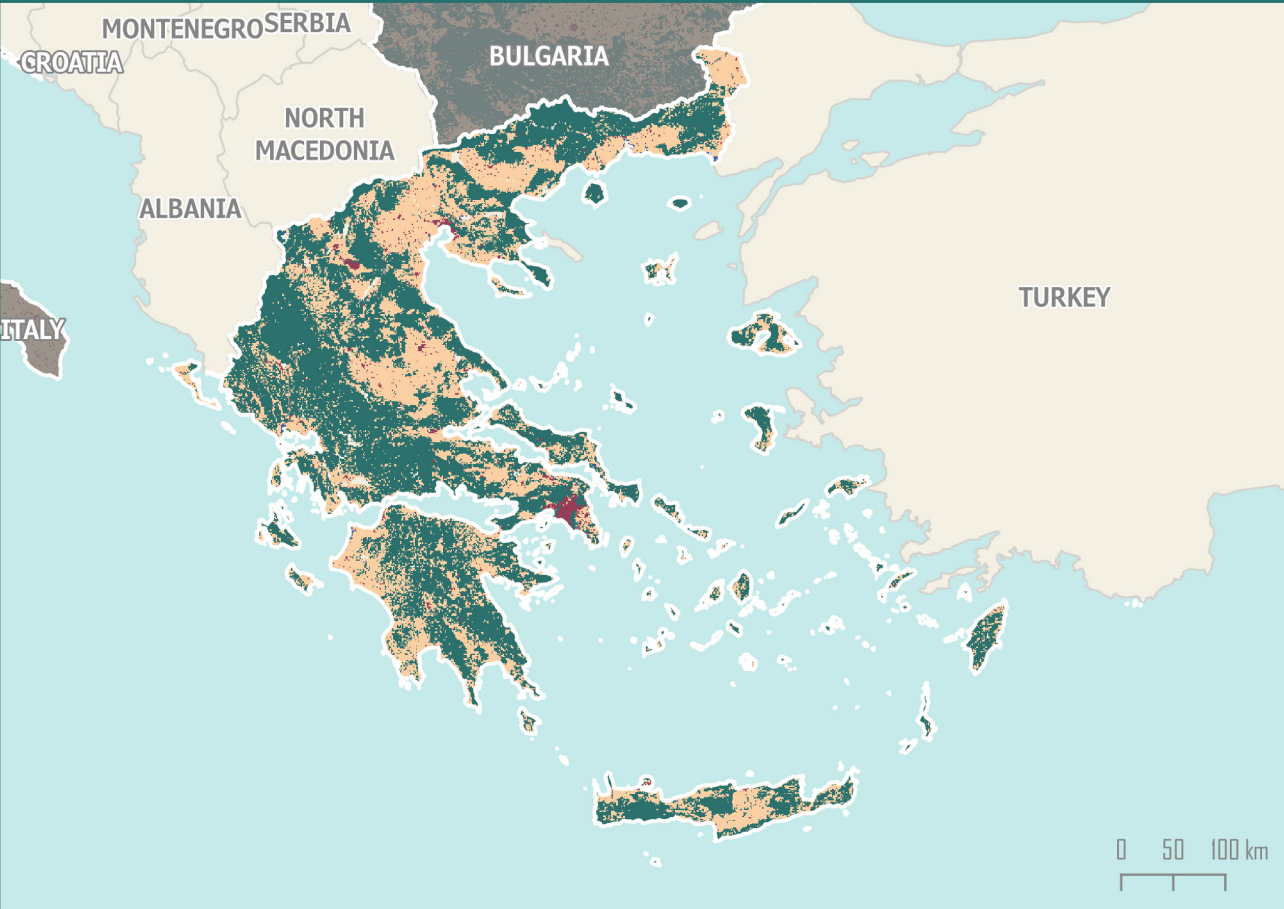 MONTENEGRO
SERBIA
CROATIA
BULGARIA
NORTH
MACEDONIA
ALBANIA
TURKEY
ITALY
0 50 100 km